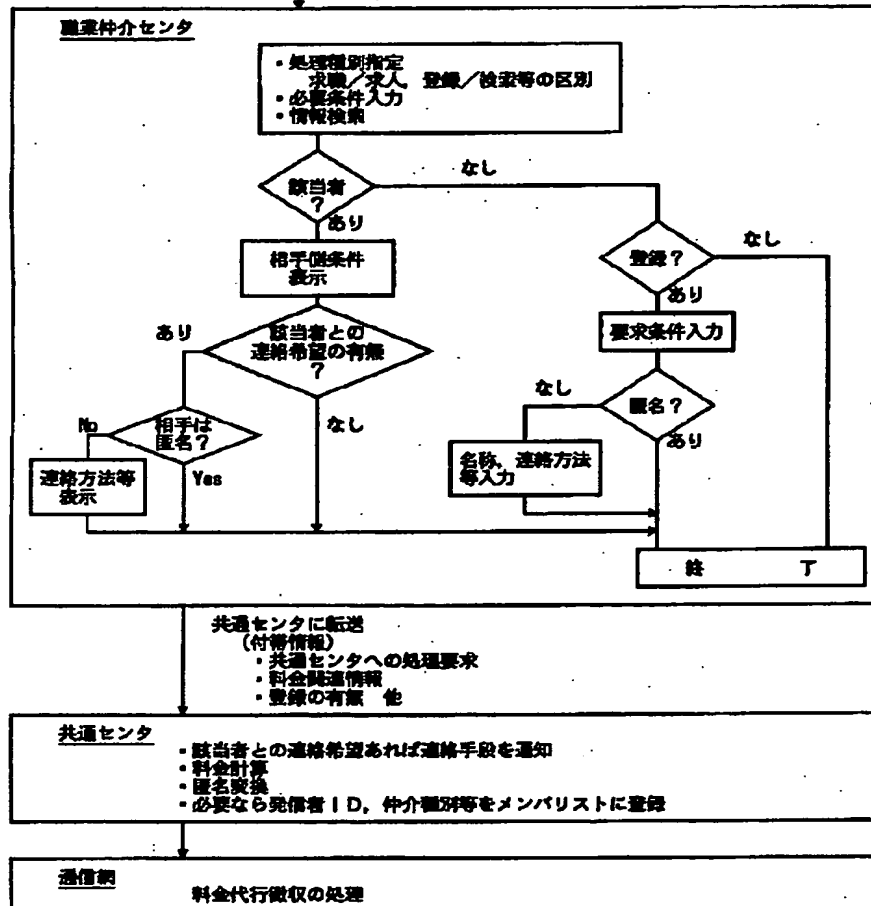 職業仲介センタ
・処理種別指定
求職／求人，登録／検索等の区別
・必要条件入力
・情報検索
なし
該当者
？
あり
相手側条件
表示
登録？
なし
あり
要求条件入力
あり
該当者との
連絡希望の有無
？
なし
匿名？
なし
あり
No
相手は
匿名？
Yes
連絡方法等
表示
名称，連絡方法
等入力
終　了
共通センタに転送
(付帯情報)
・共通センタへの処理要求
・料金関連情報
・登録の有無　他
共通センタ
・該当者との連絡希望あれば連絡手段を通知
・料金計算
・匿名変換
・必要なら発信者ＩＤ，仲介種別等をメンバリストに登録
通信網
料金代行徴収の処理